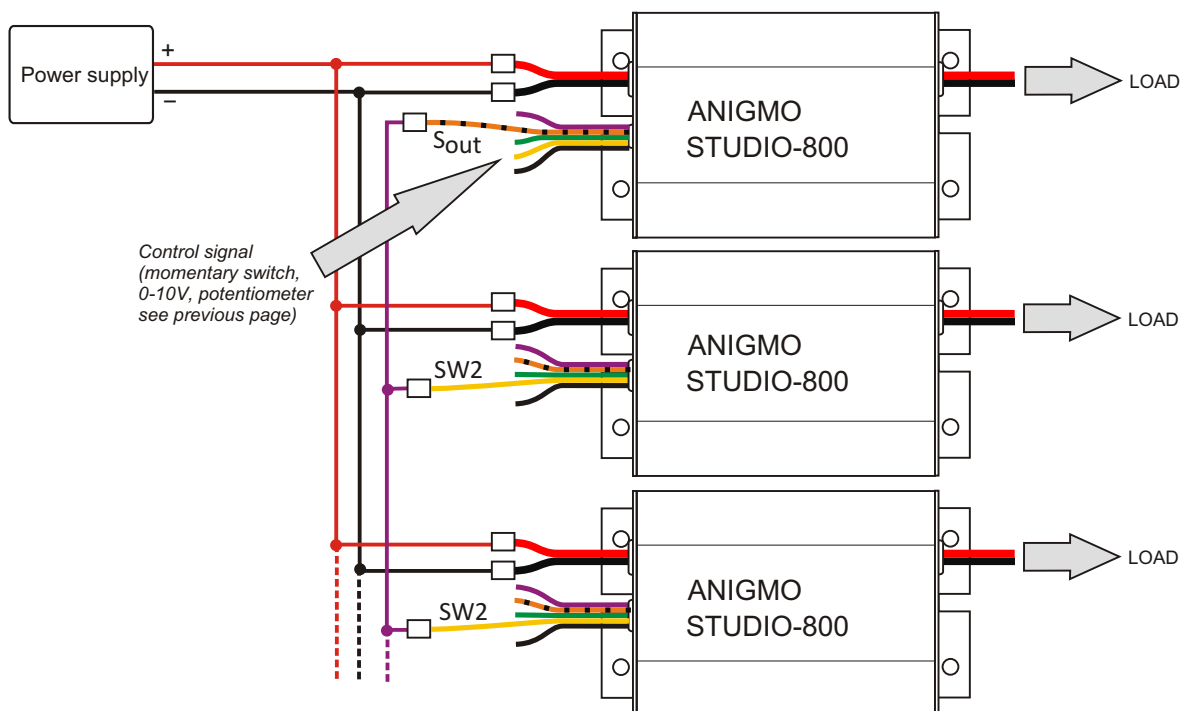 Power supply
+
−
ANIGMO
STUDIO-800
LOAD
Sout
Control signal
(momentary switch,
0-10V, potentiometer
see previous page)
ANIGMO
STUDIO-800
LOAD
SW2
ANIGMO
STUDIO-800
LOAD
SW2